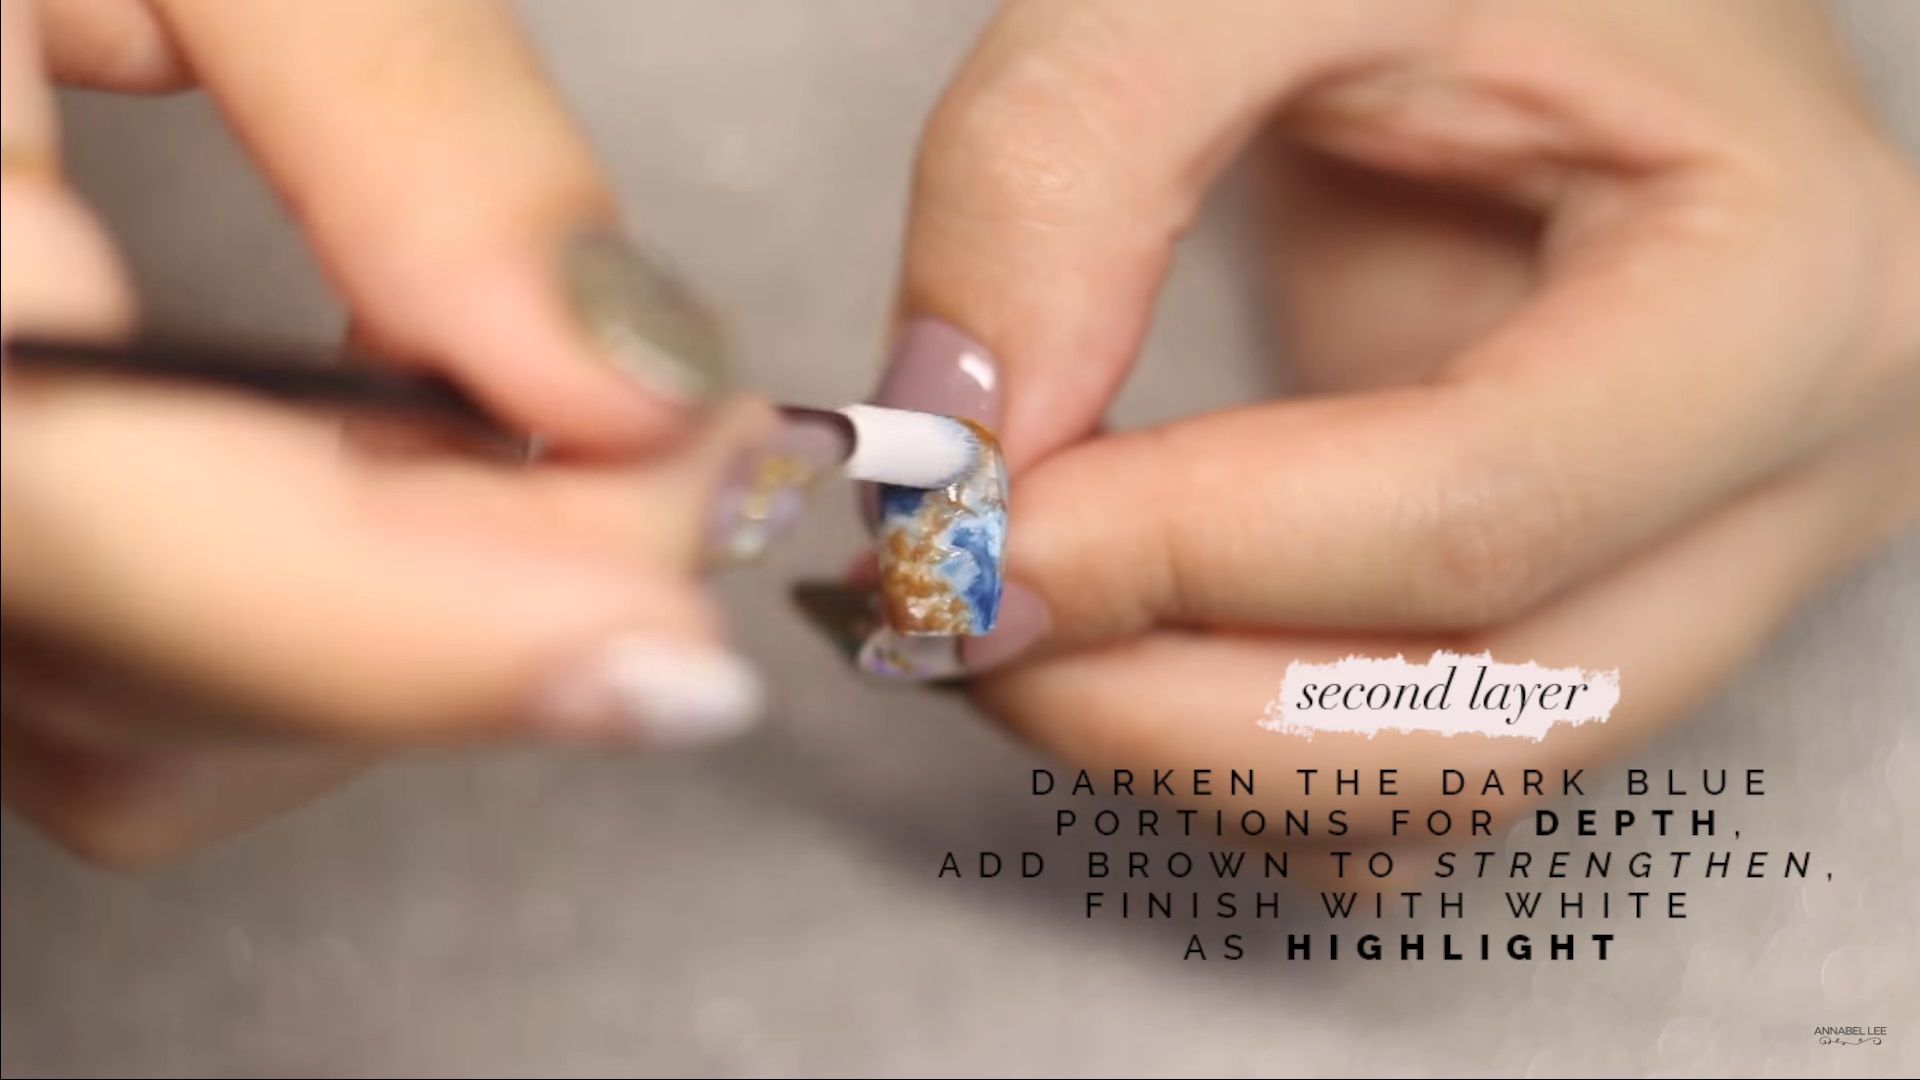 second layer
DARKEN THE DARK BLUE
PORTIONS FOR DEPTH,
ADD BROWN TO STRENGTHEN,
FINISH WITH WHITE
AS HIGHLIGHT
ANNABEL LEE